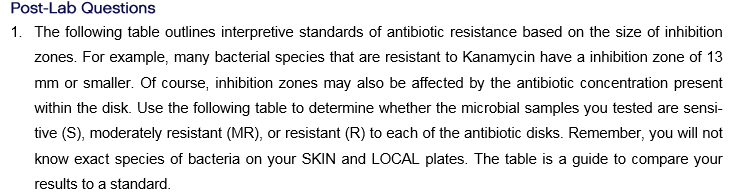 Post-Lab Questions
1. The following table outlines interpretive standards of antibiotic resistance based on the size of inhibition
zones. For example, many bacterial species that are resistant to Kanamycin have a inhibition zone of 13
mm or smaller. Of course, inhibition zones may also be affected by the antibiotic concentration present
within the disk. Use the following table to determine whether the microbial samples you tested are sensi-
tive (S), moderately resistant (MR), or resistant (R) to each of the antibiotic disks. Remember, you will not
know exact species of bacteria on your SKIN and LOCAL plates. The table is a guide to compare your
results to a standard.